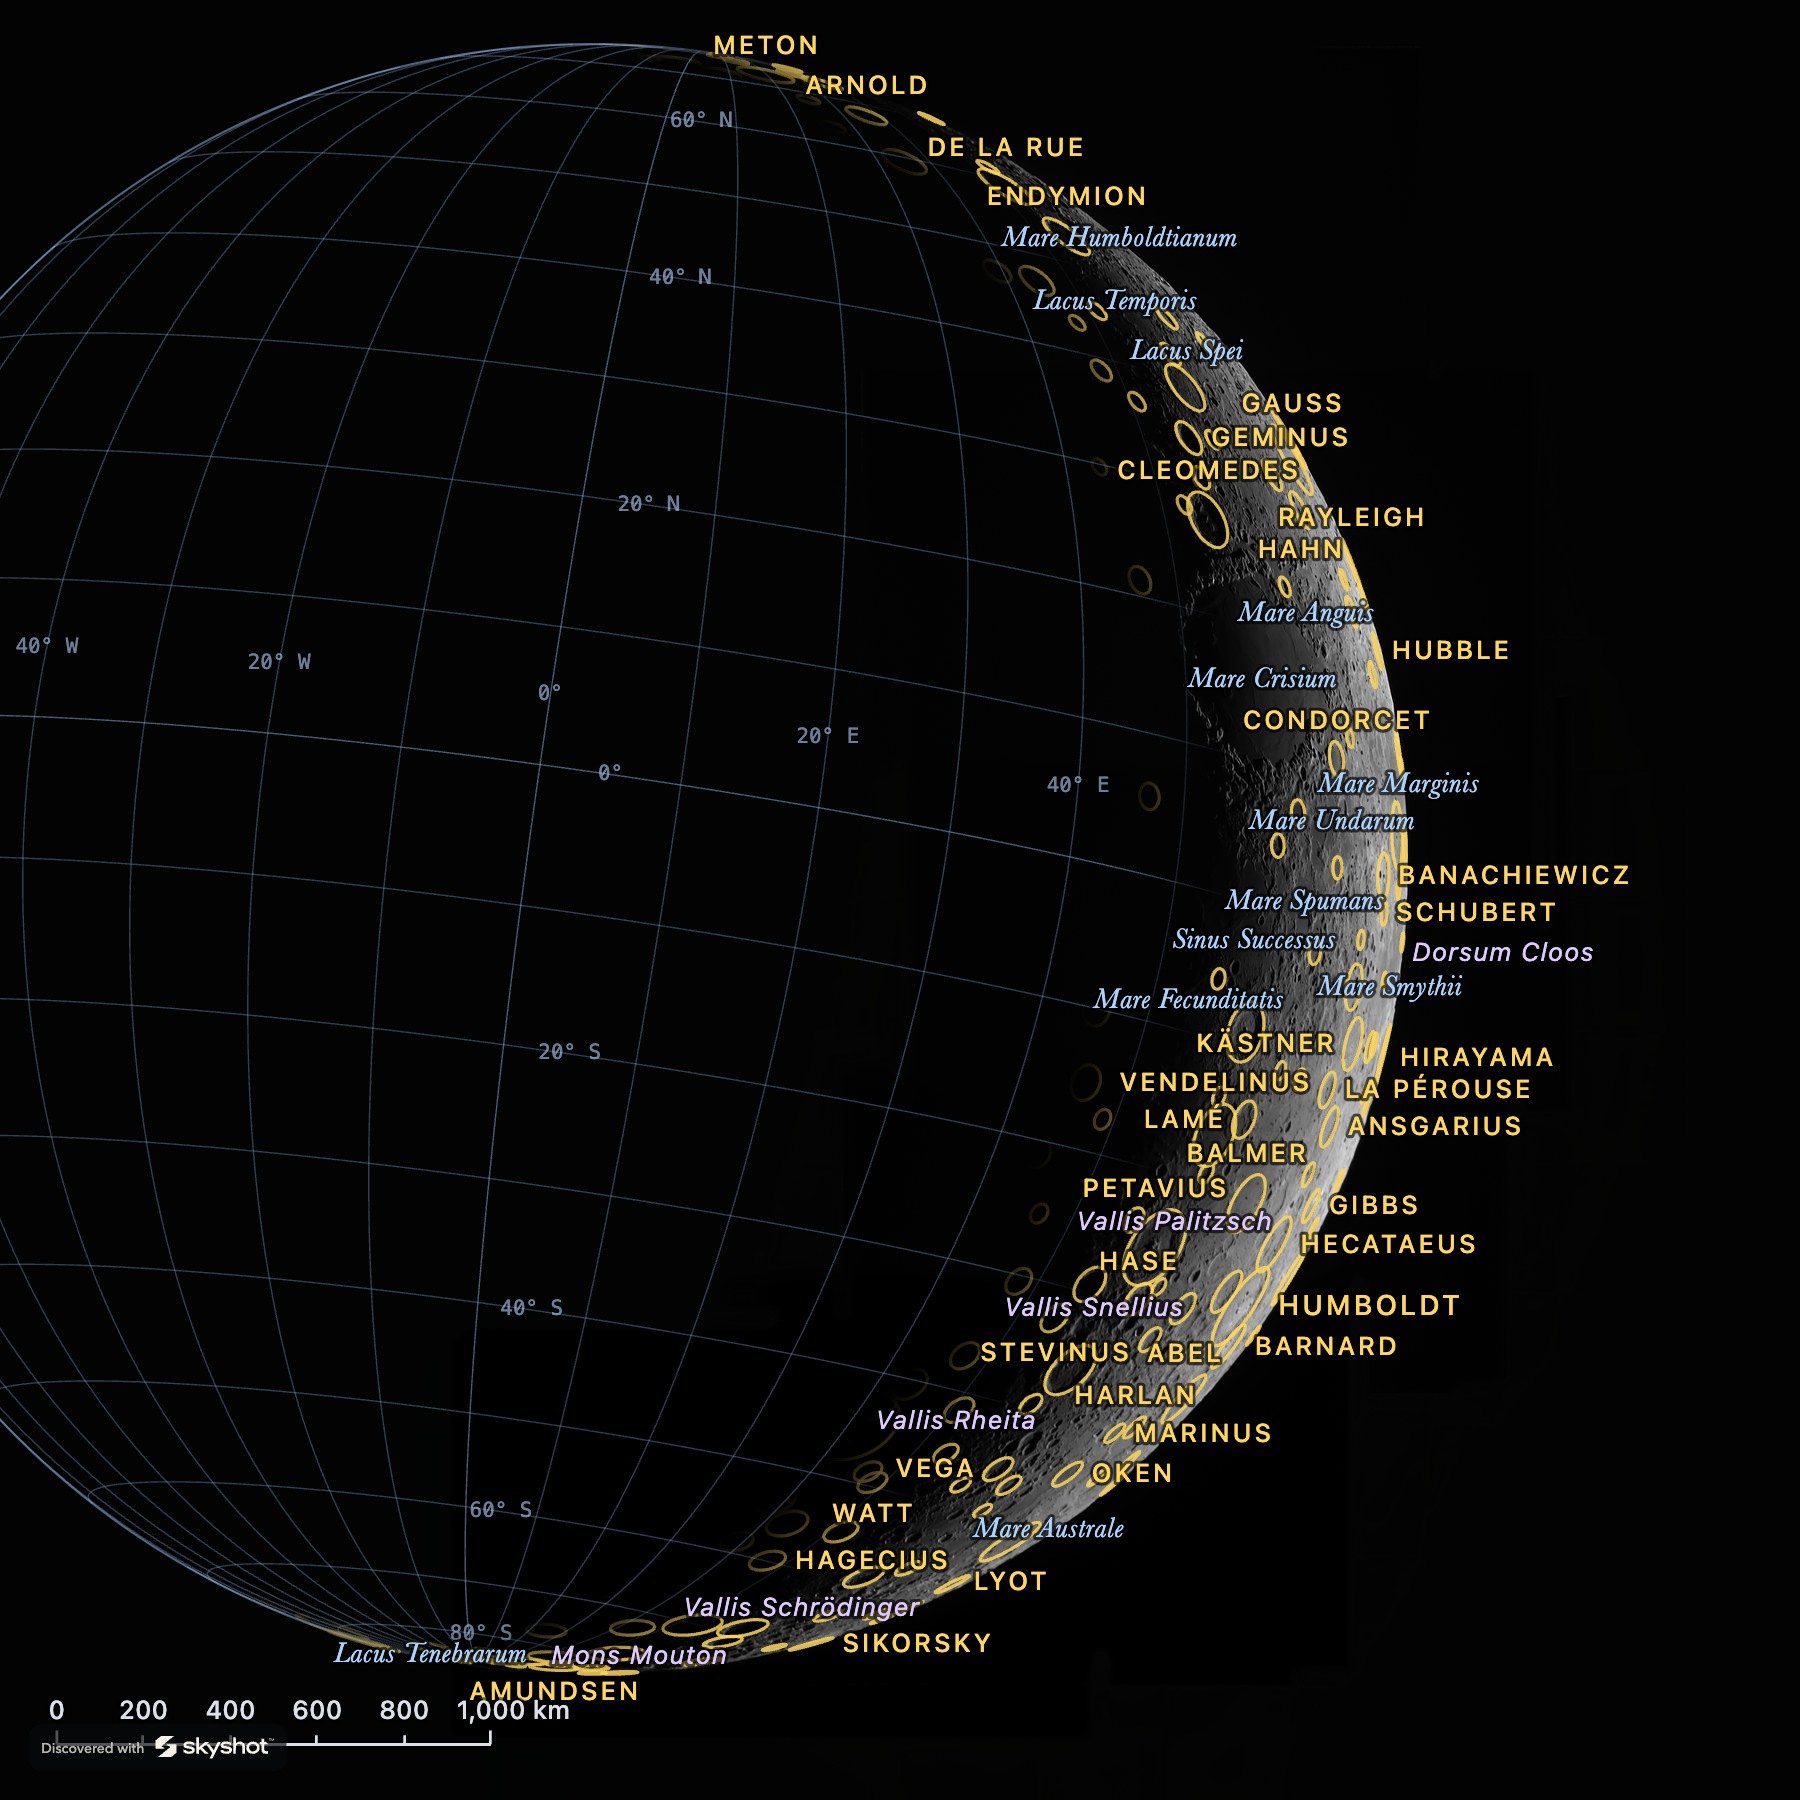 METON
ARNOLD
60° N
DE LA RUE
ENDYMION
Mare Humboldtianum
40° N
Lacus Temporis
Lacus Spei
GAUSS
GEMINUS
CLEOMEDES
20° N
RAYLEIGH
HAHN
Mare Anguis
40° W
20° W
HUBBLE
Mare Crisium
0°
CONDORCET
20° E
0°
40° E
Mare Marginis
Mare Undarum
BANACHIEWICZ
Mare Spumans
SCHUBERT
Sinus Successus
Dorsum Cloos
Mare Smythii
Mare Fecunditatis
KÄSTNER
20° S
HIRAYAMA
VENDELINUS
LA PÉROUSE
LAMÉ
ANSGARIUS
BALMER
PETAVIUS
GIBBS
Vallis Palitzsch
HECATAEUS
HASE
40° S
Vallis Snellius
HUMBOLDT
BARNARD
STEVINUS
ABEL
HARLAN
Vallis Rheita
MARINUS
VEGA
OKEN
60° S
WATT
Mare Australe
HAGECIUS
LYOT
Vallis Schrödinger
80° S
SIKORSKY
Lacus Tenebrarum
Mons Mouton
AMUNDSEN
0 200 400 600 800 1,000 km
Discovered with skyshot